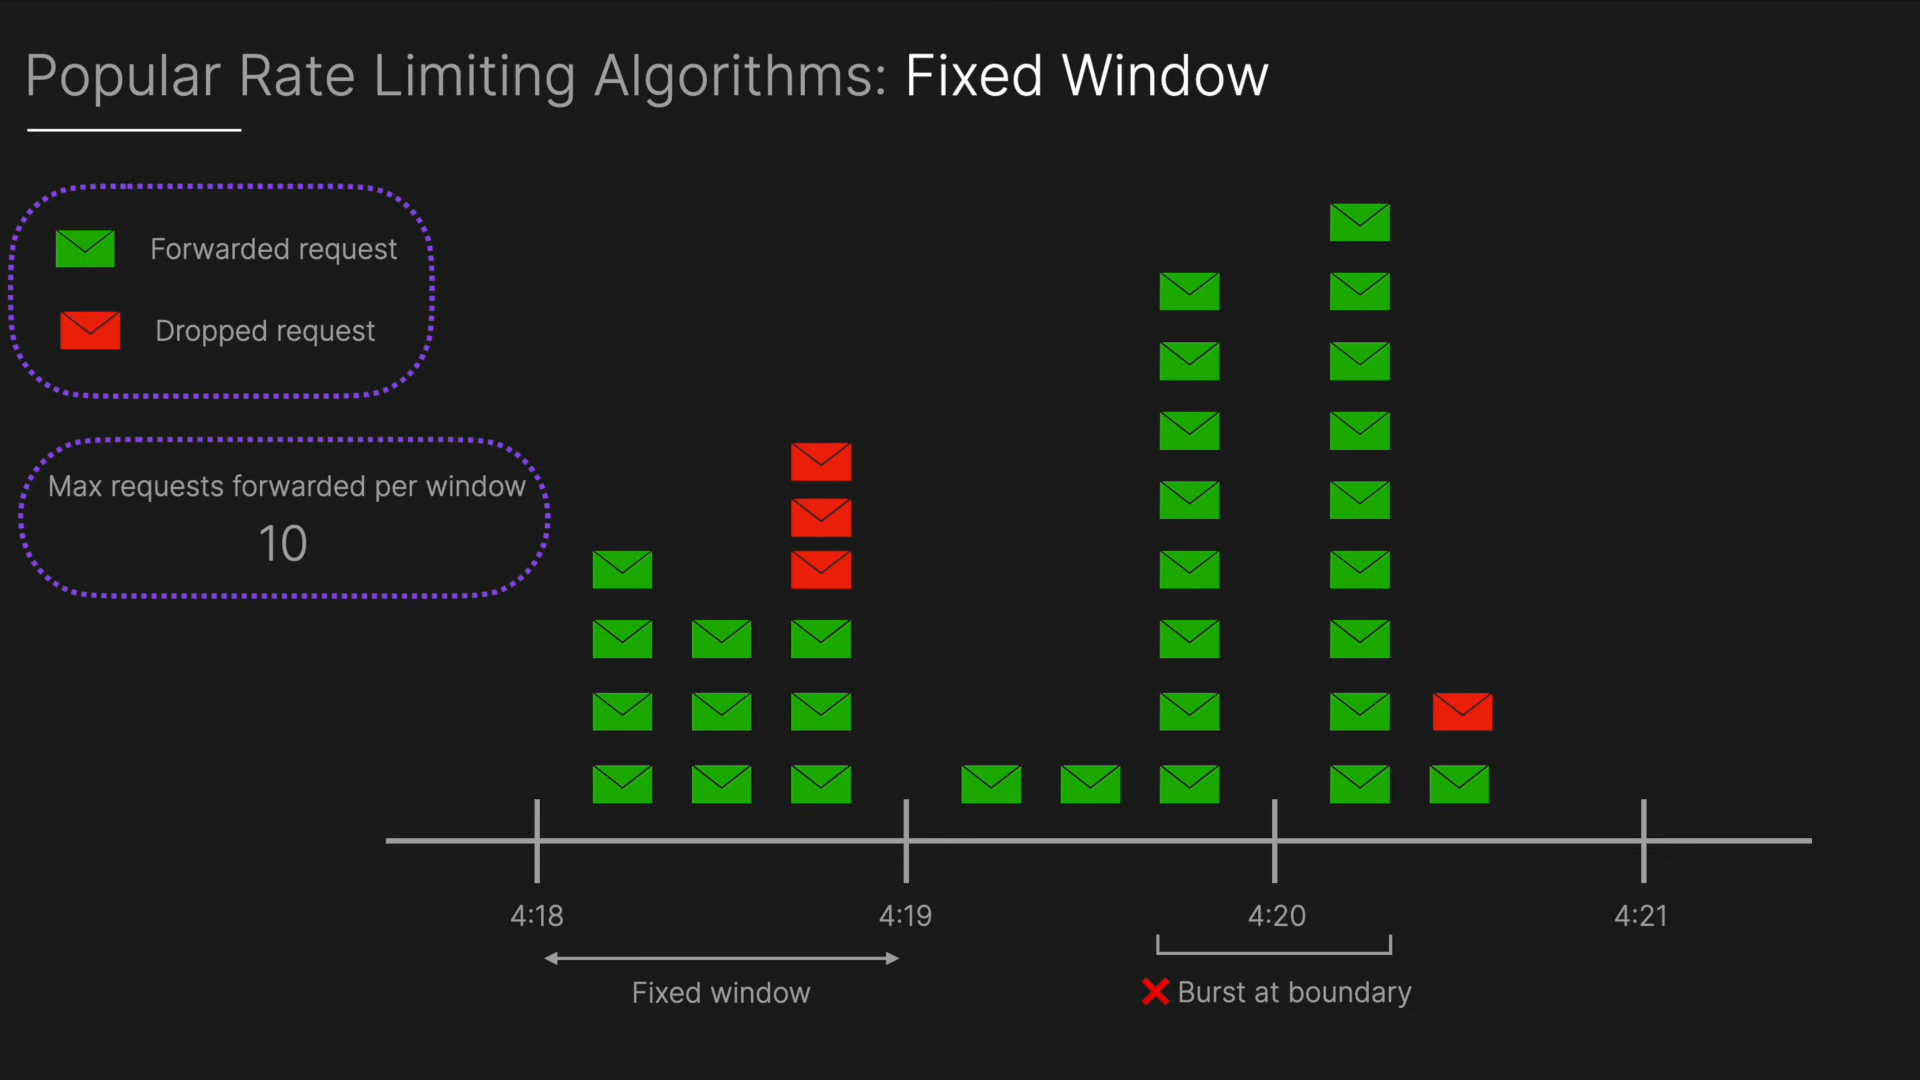 Popular Rate Limiting Algorithms: Fixed Window
Forwarded request
Dropped request
Max requests forwarded per window
10
4:18
4:19
4:20
4:21
Fixed window
❌ Burst at boundary